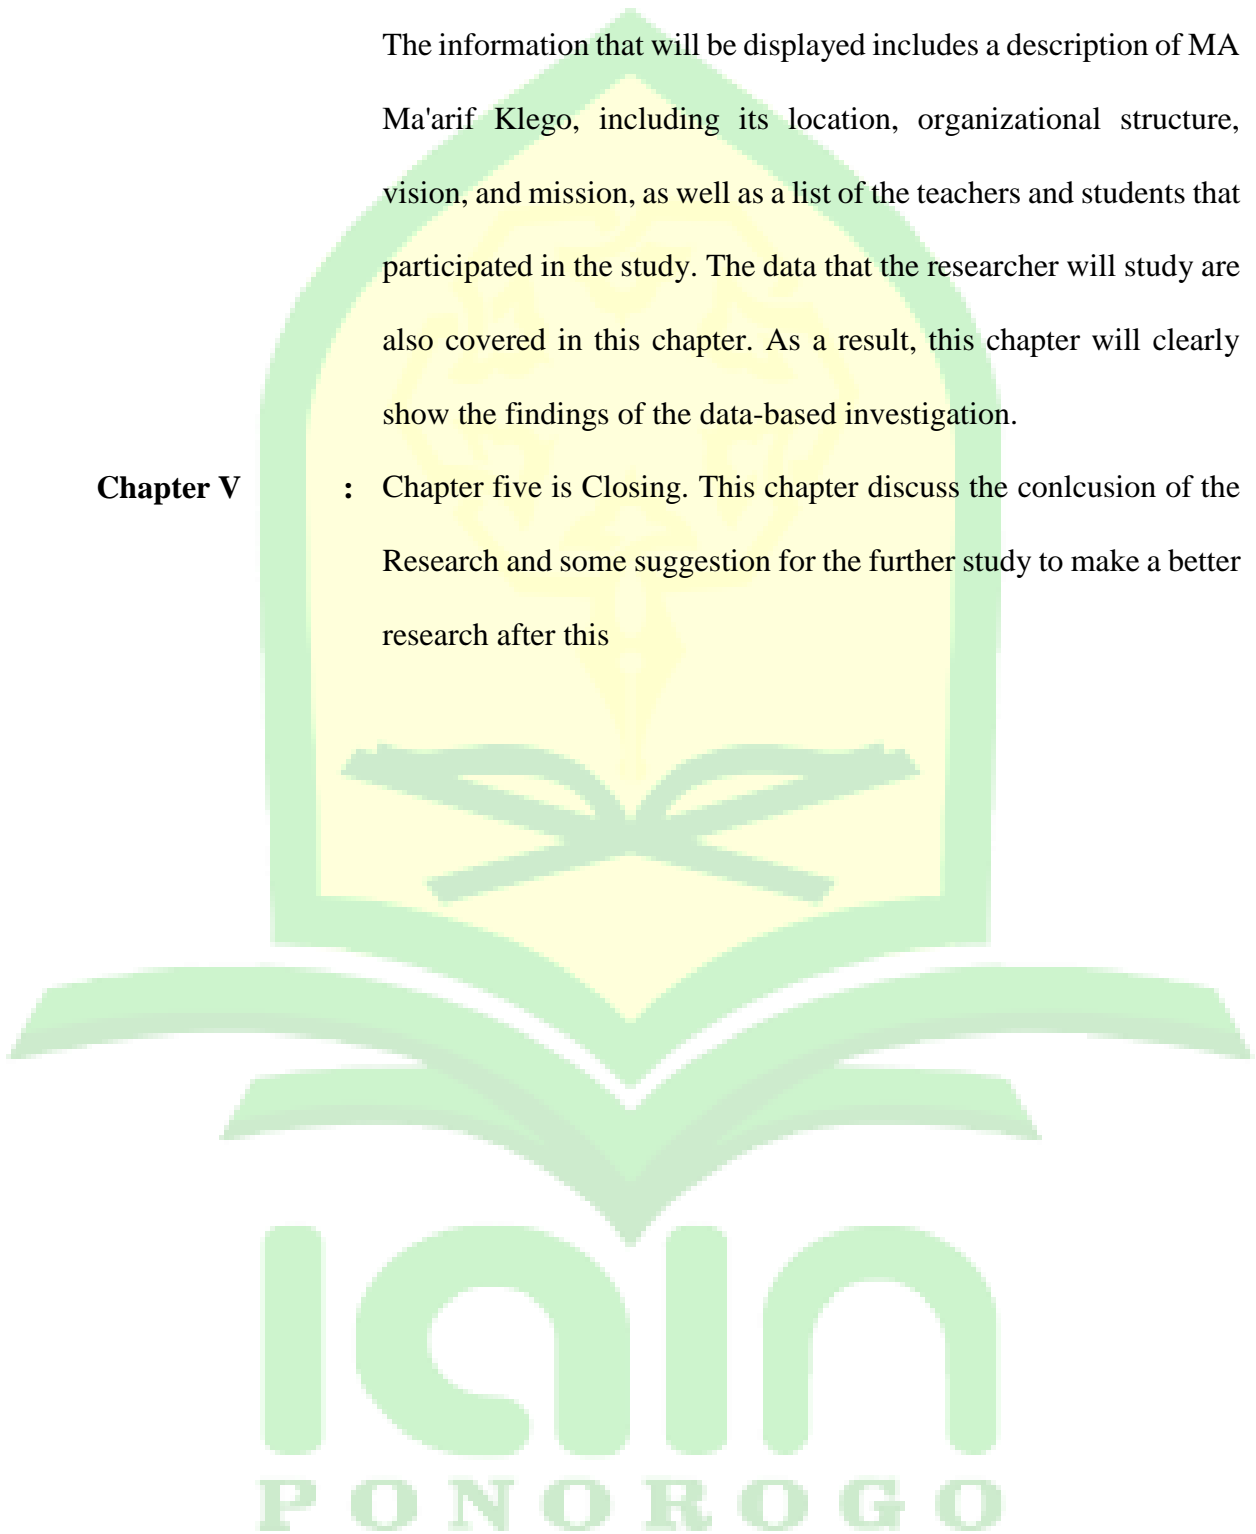 The information that will be displayed includes a description of MA
Ma'arif Klego, including its location, organizational structure,
vision, and mission, as well as a list of the teachers and students that
participated in the study. The data that the researcher will study are
also covered in this chapter. As a result, this chapter will clearly
show the findings of the data-based investigation.
Chapter V : Chapter five is Closing. This chapter discuss the conlcusion of the
Research and some suggestion for the further study to make a better
research after this
iain
PONOROGO